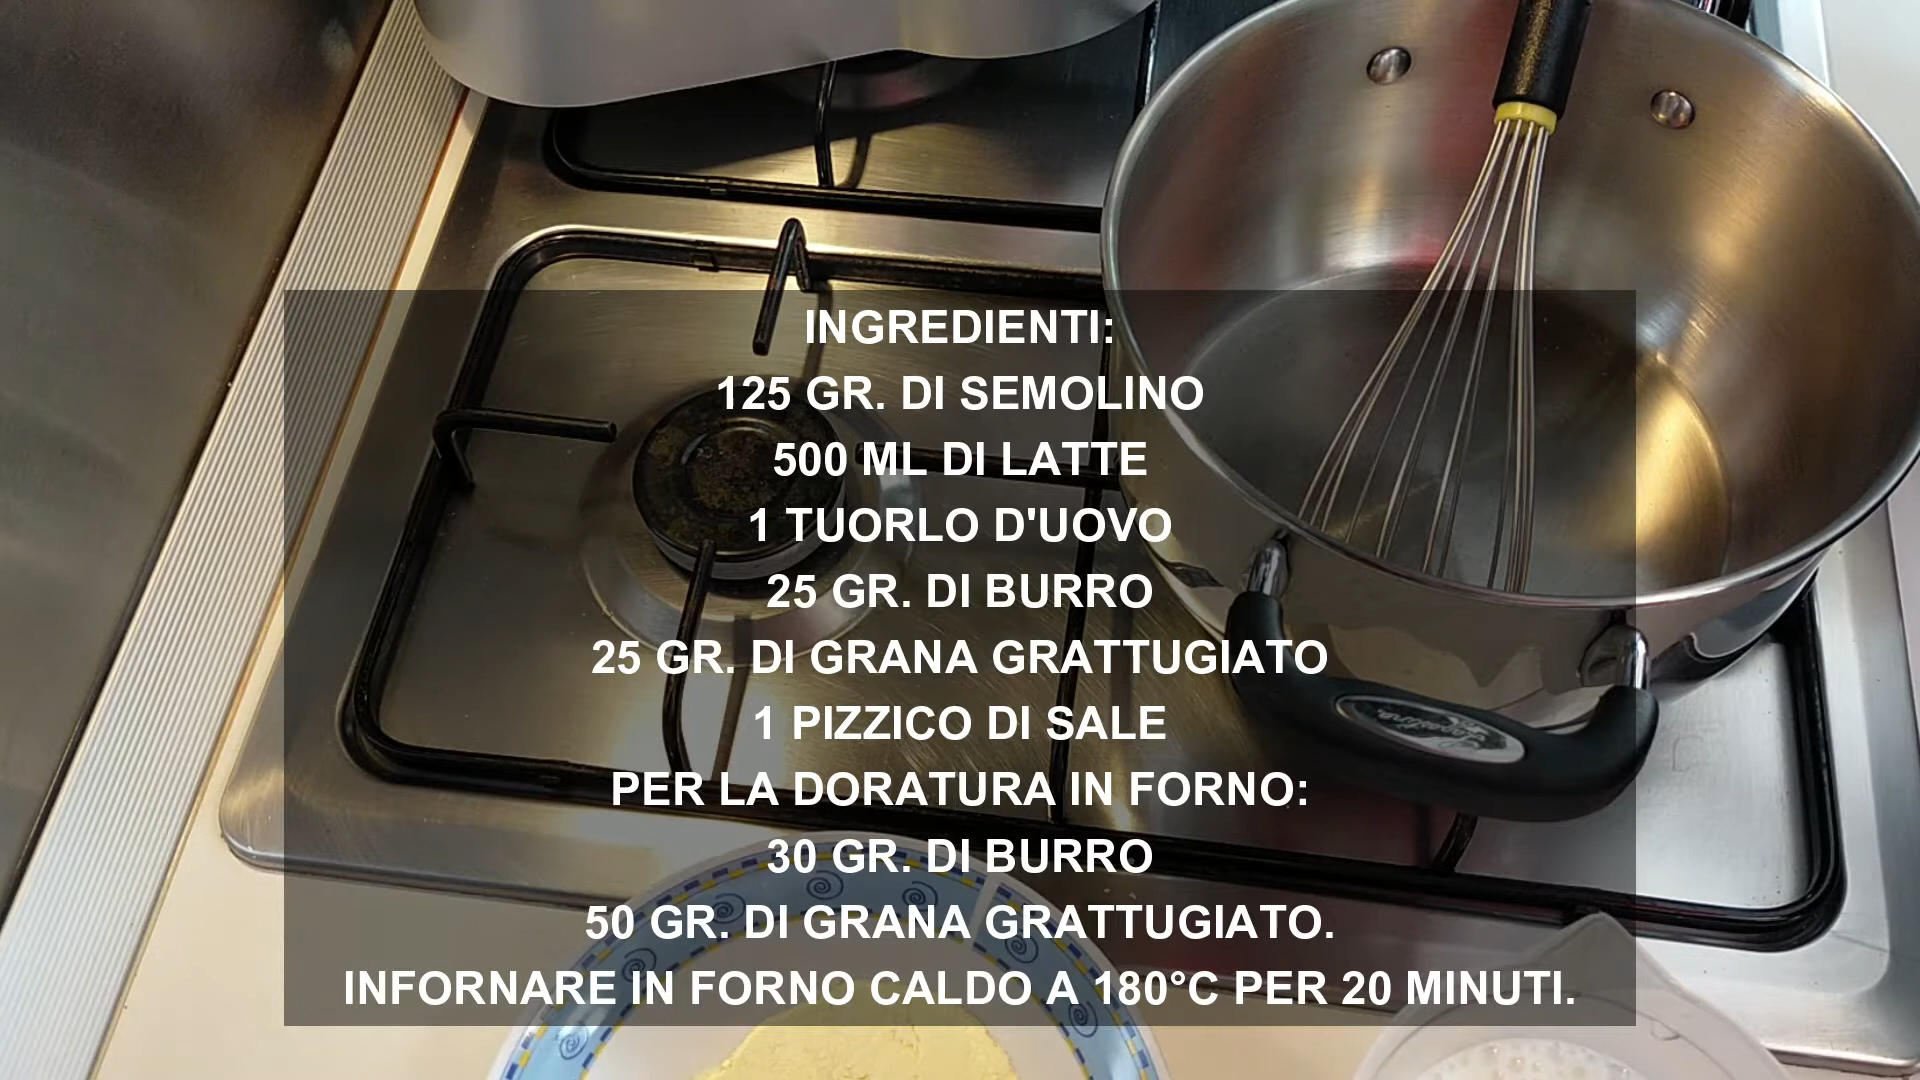 INGREDIENTI:
125 GR. DI SEMOLINO
500 ML DI LATTE
1 TUORLO D'UOVO
25 GR. DI BURRO
25 GR. DI GRANA GRATTUGIATO
1 PIZZICO DI SALE
PER LA DORATURA IN FORNO:
30 GR. DI BURRO
50 GR. DI GRANA GRATTUGIATO.
INFORNARE IN FORNO CALDO A 180°C PER 20 MINUTI.